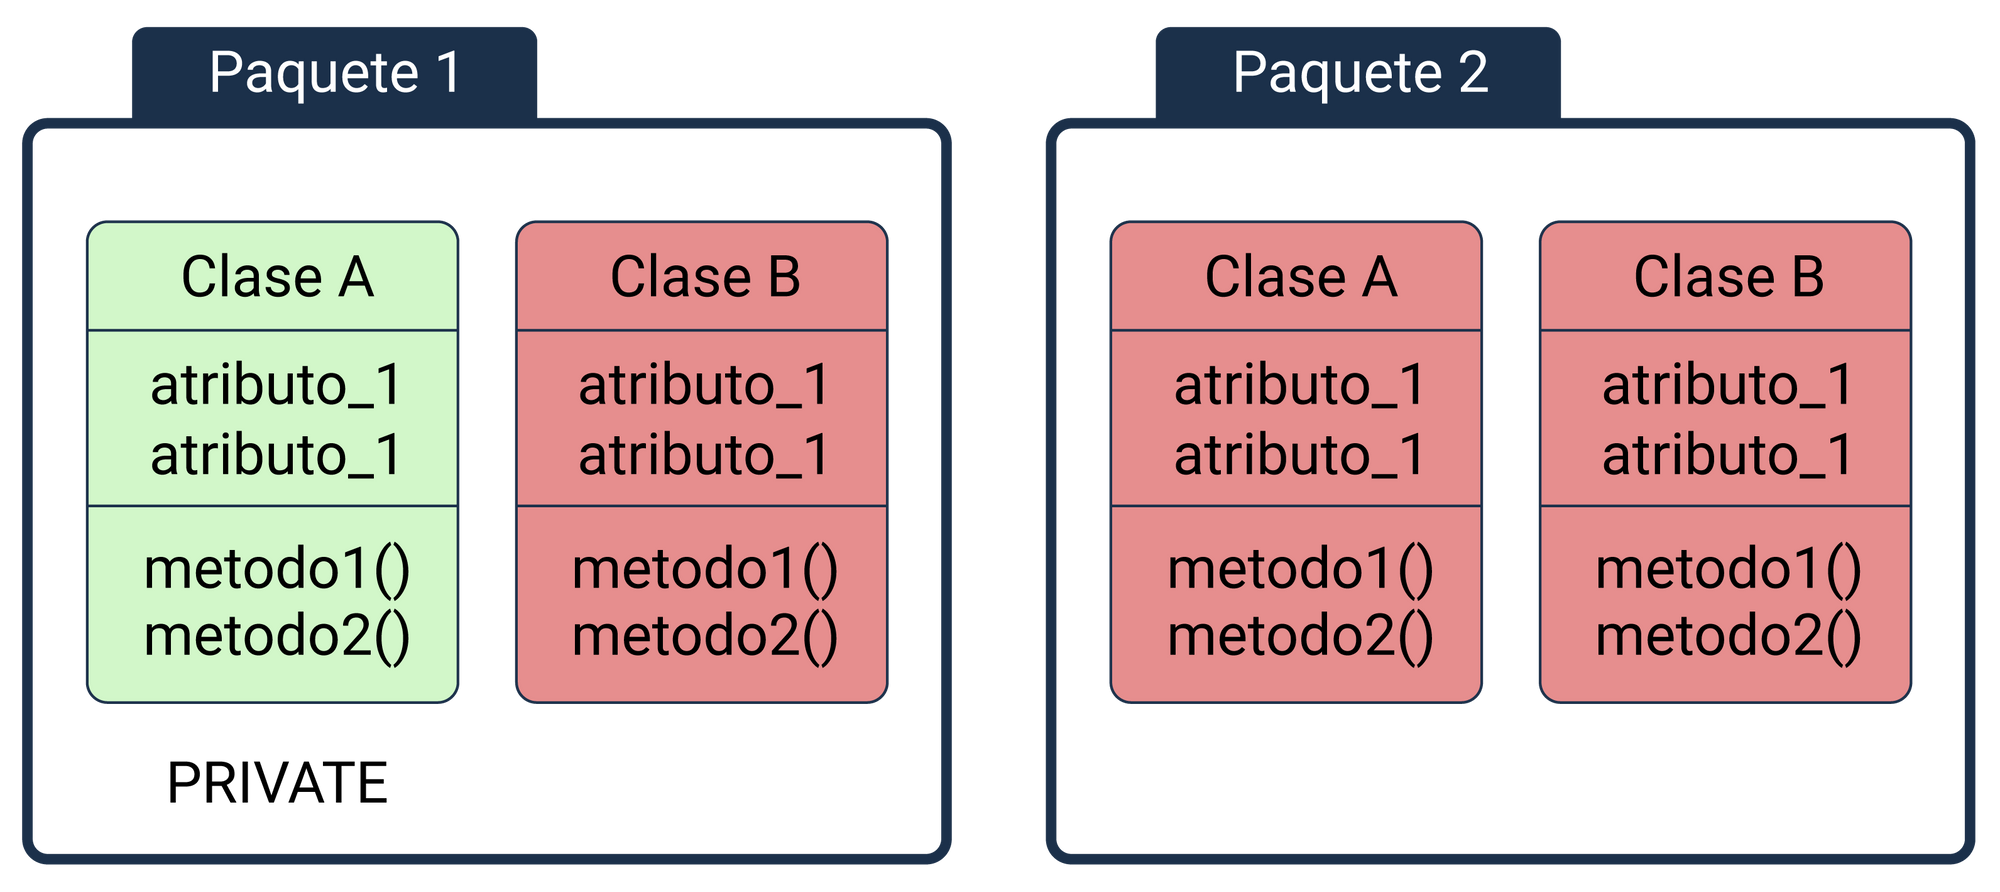 Paquete 1
Clase A
atributo_1
atributo_1
metodo1()
metodo2()
PRIVATE
Clase B
atributo_1
atributo_1
metodo1()
metodo2()
Paquete 2
Clase A
atributo_1
atributo_1
metodo1()
metodo2()
Clase B
atributo_1
atributo_1
metodo1()
metodo2()